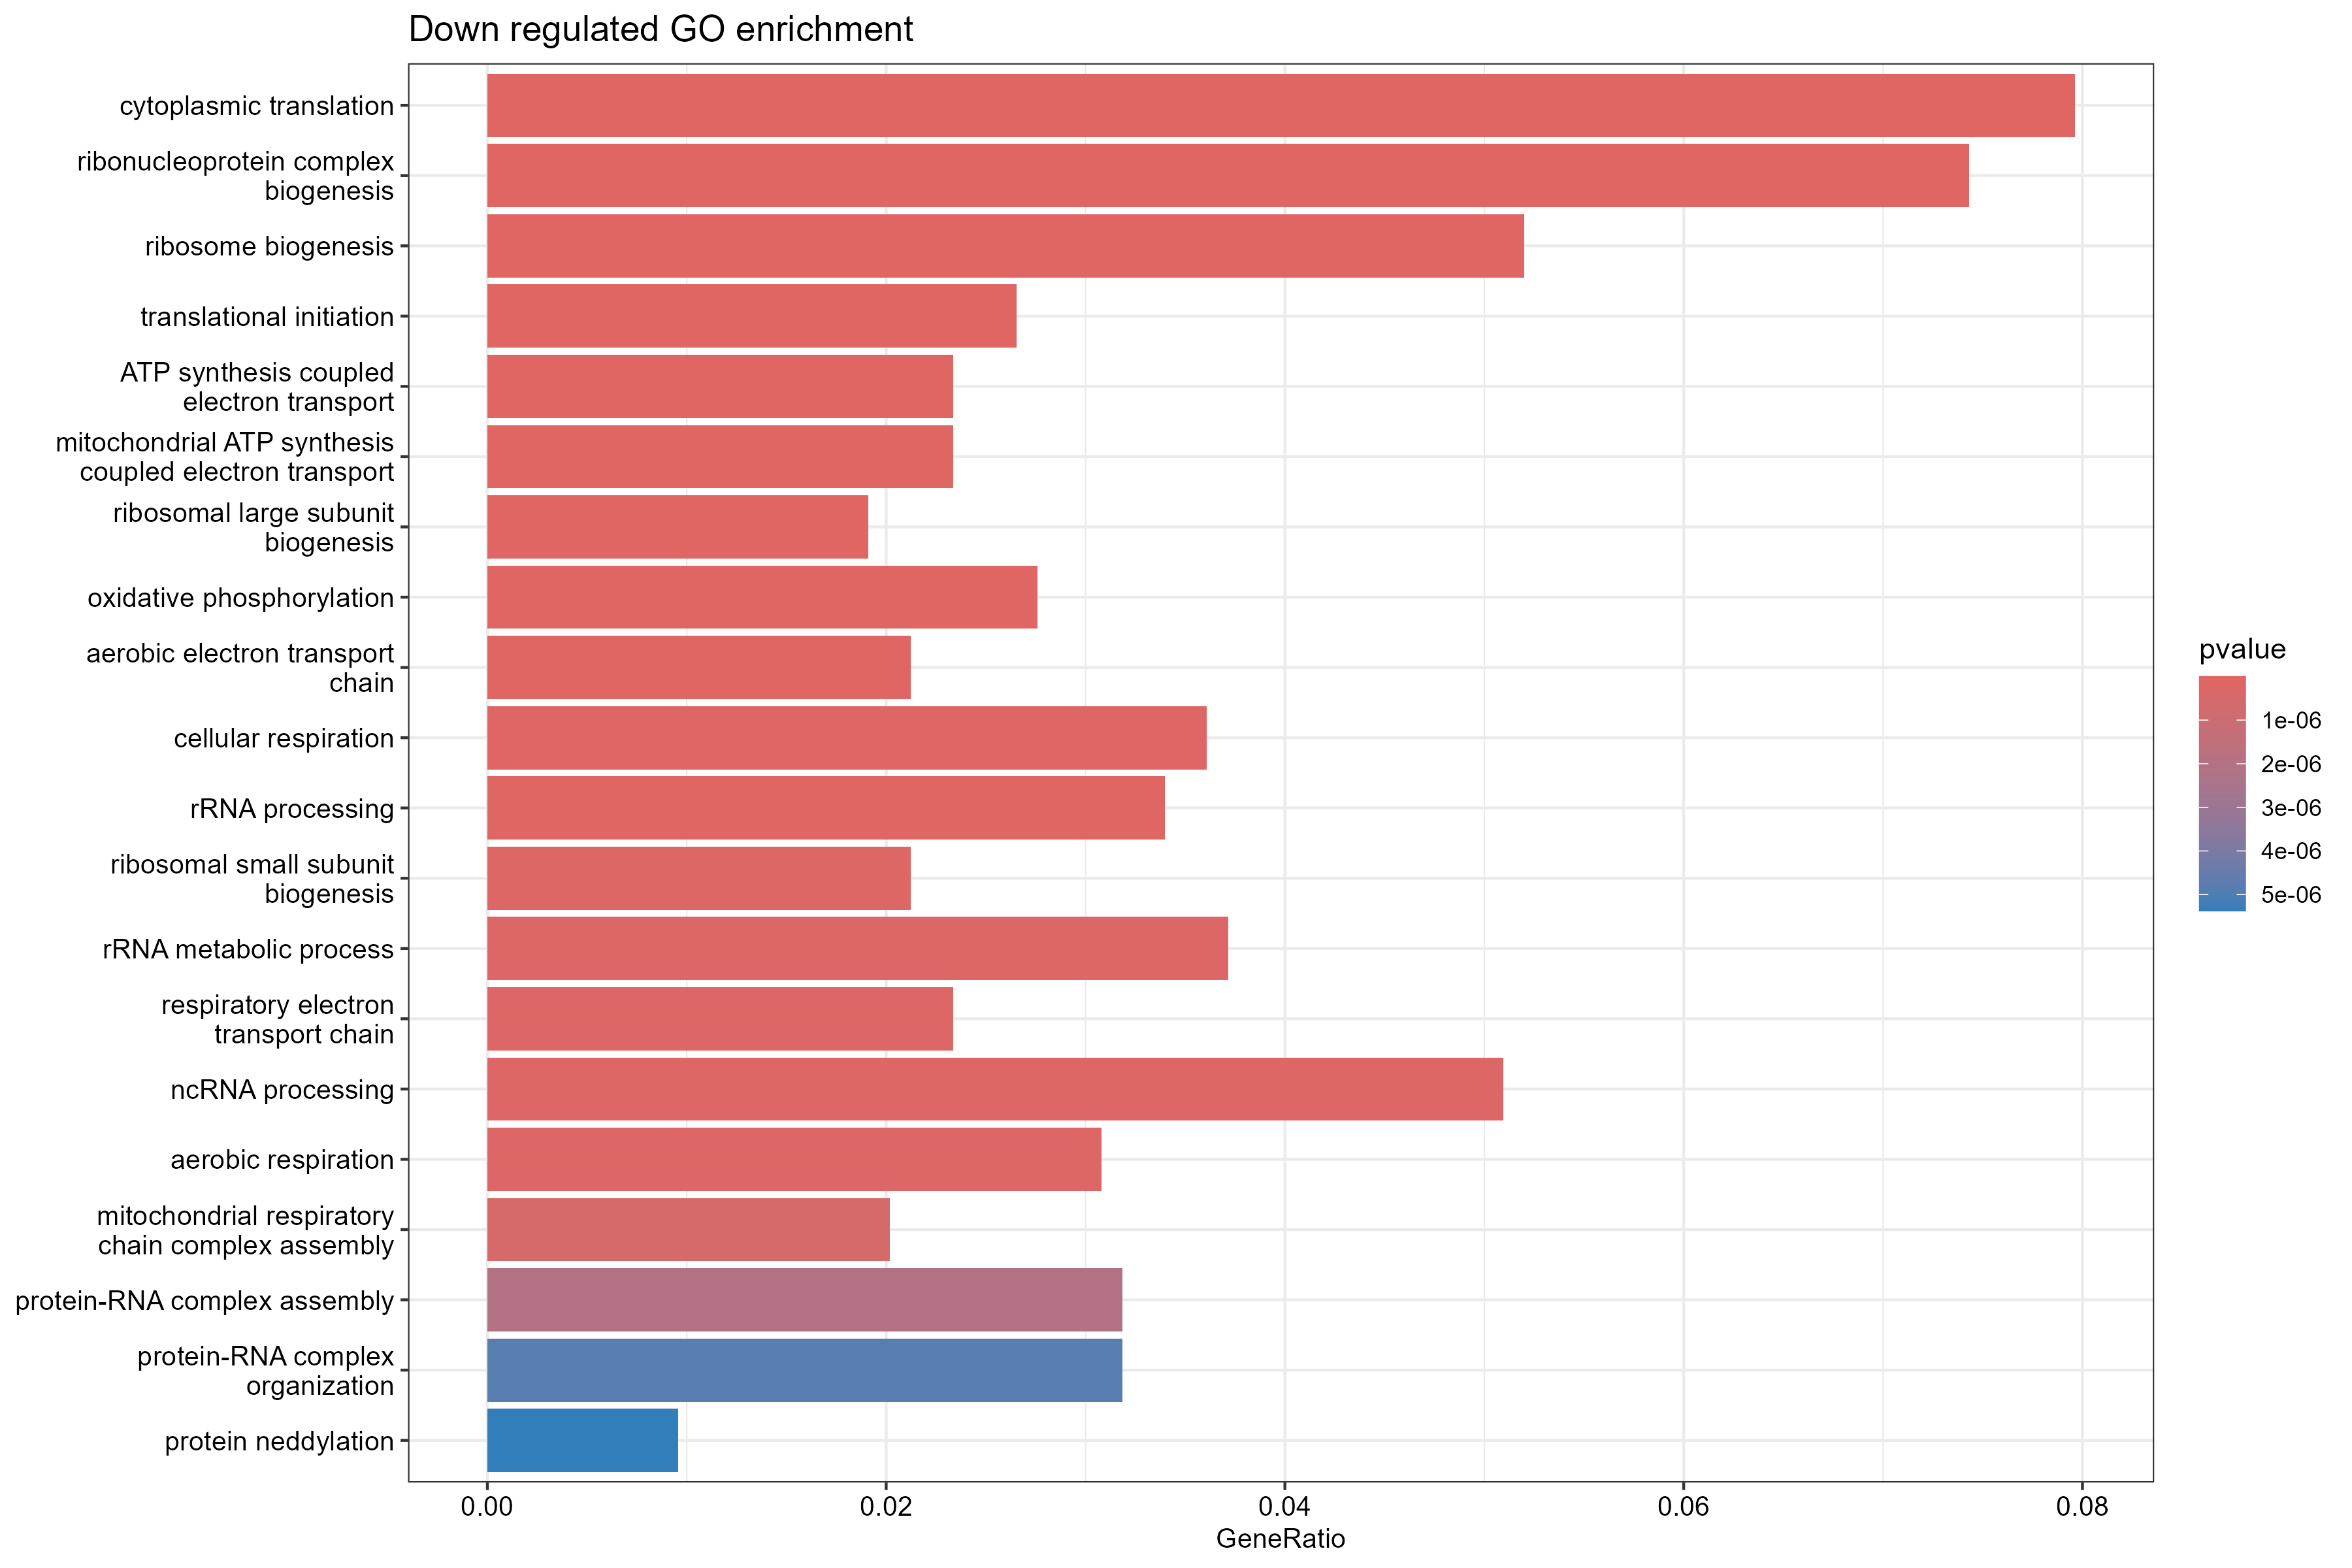 Down regulated GO enrichment
cytoplasmic translation
ribonucleoprotein complex
biogenesis
ribosome biogenesis
translational initiation
ATP synthesis coupled
electron transport
mitochondrial ATP synthesis
coupled electron transport
ribosomal large subunit
biogenesis
oxidative phosphorylation
aerobic electron transport
chain
cellular respiration
rRNA processing
ribosomal small subunit
biogenesis
rRNA metabolic process
respiratory electron
transport chain
ncRNA processing
aerobic respiration
mitochondrial respiratory
chain complex assembly
protein-RNA complex assembly
protein-RNA complex
organization
protein neddylation
0.00 0.02 0.04 0.06 0.08
GeneRatio
pvalue
1e-06
2e-06
3e-06
4e-06
5e-06